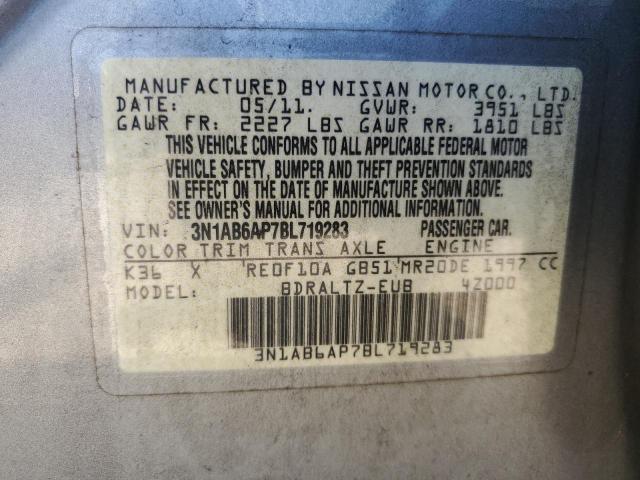 MANUFACTURED BY NISSAN MOTOR CO., LTD.
DATE: 05/11. GVWR: 3951 LBS
GAWR FR: 2227 LBS GAWR RR: 1810 LBS
THIS VEHICLE CONFORMS TO ALL APPLICABLE FEDERAL MOTOR
VEHICLE SAFETY, BUMPER AND THEFT PREVENTION STANDARDS
IN EFFECT ON THE DATE OF MANUFACTURE SHOWN ABOVE.
SEE OWNER'S MANUAL FOR ADDITIONAL INFORMATION.
VIN: 3N1AB6AP7BL719283 PASSENGER CAR.
COLOR TRIM TRANS AXLE ENGINE
K36 X RE0F10A GB51 MR20DE 1997 CC
MODEL: BDRALTZ-EUB 4Z000
3N1AB6AP7BL719283